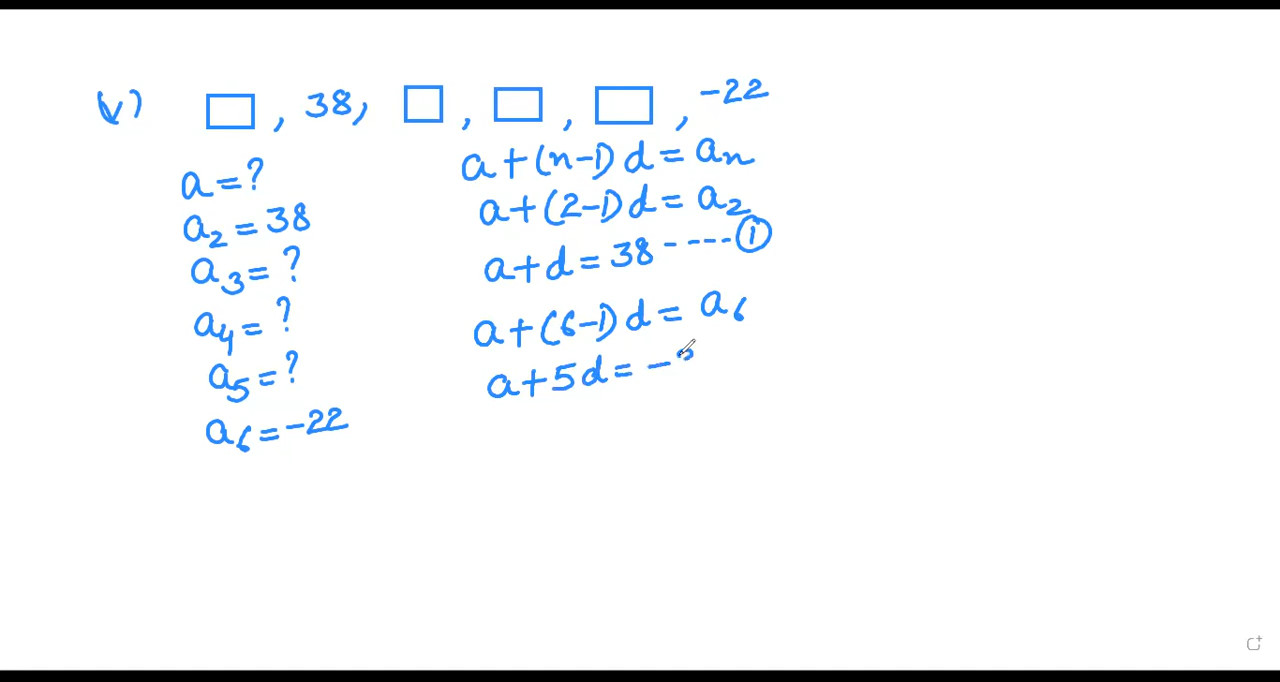 v) □, 38, □, □, □, -22
a = ?
a₂ = 38
a₃ = ?
a₄ = ?
a₅ = ?
a₆ = -22
a + (n-1)d = aₙ
a + (2-1)d = a₂
a + d = 38 ----①
a + (6-1)d = a₆
a + 5d = -